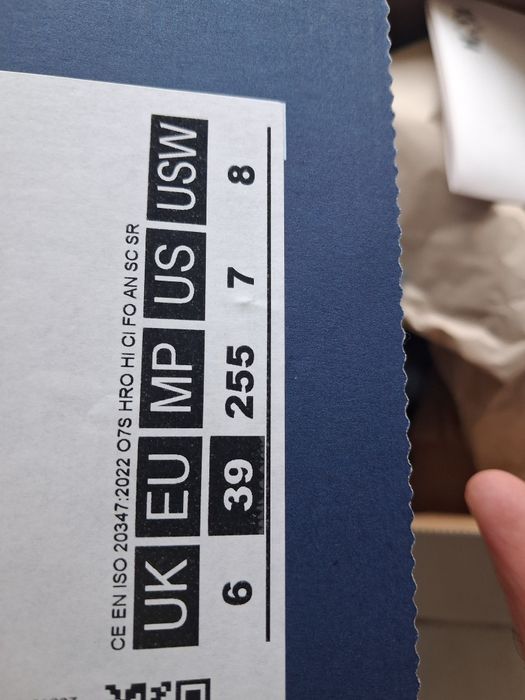 CE EN ISO 20347:2022 O7S HRO HI CI FO AN SC SR
UK EU MP US USW
6 39 255 7 8